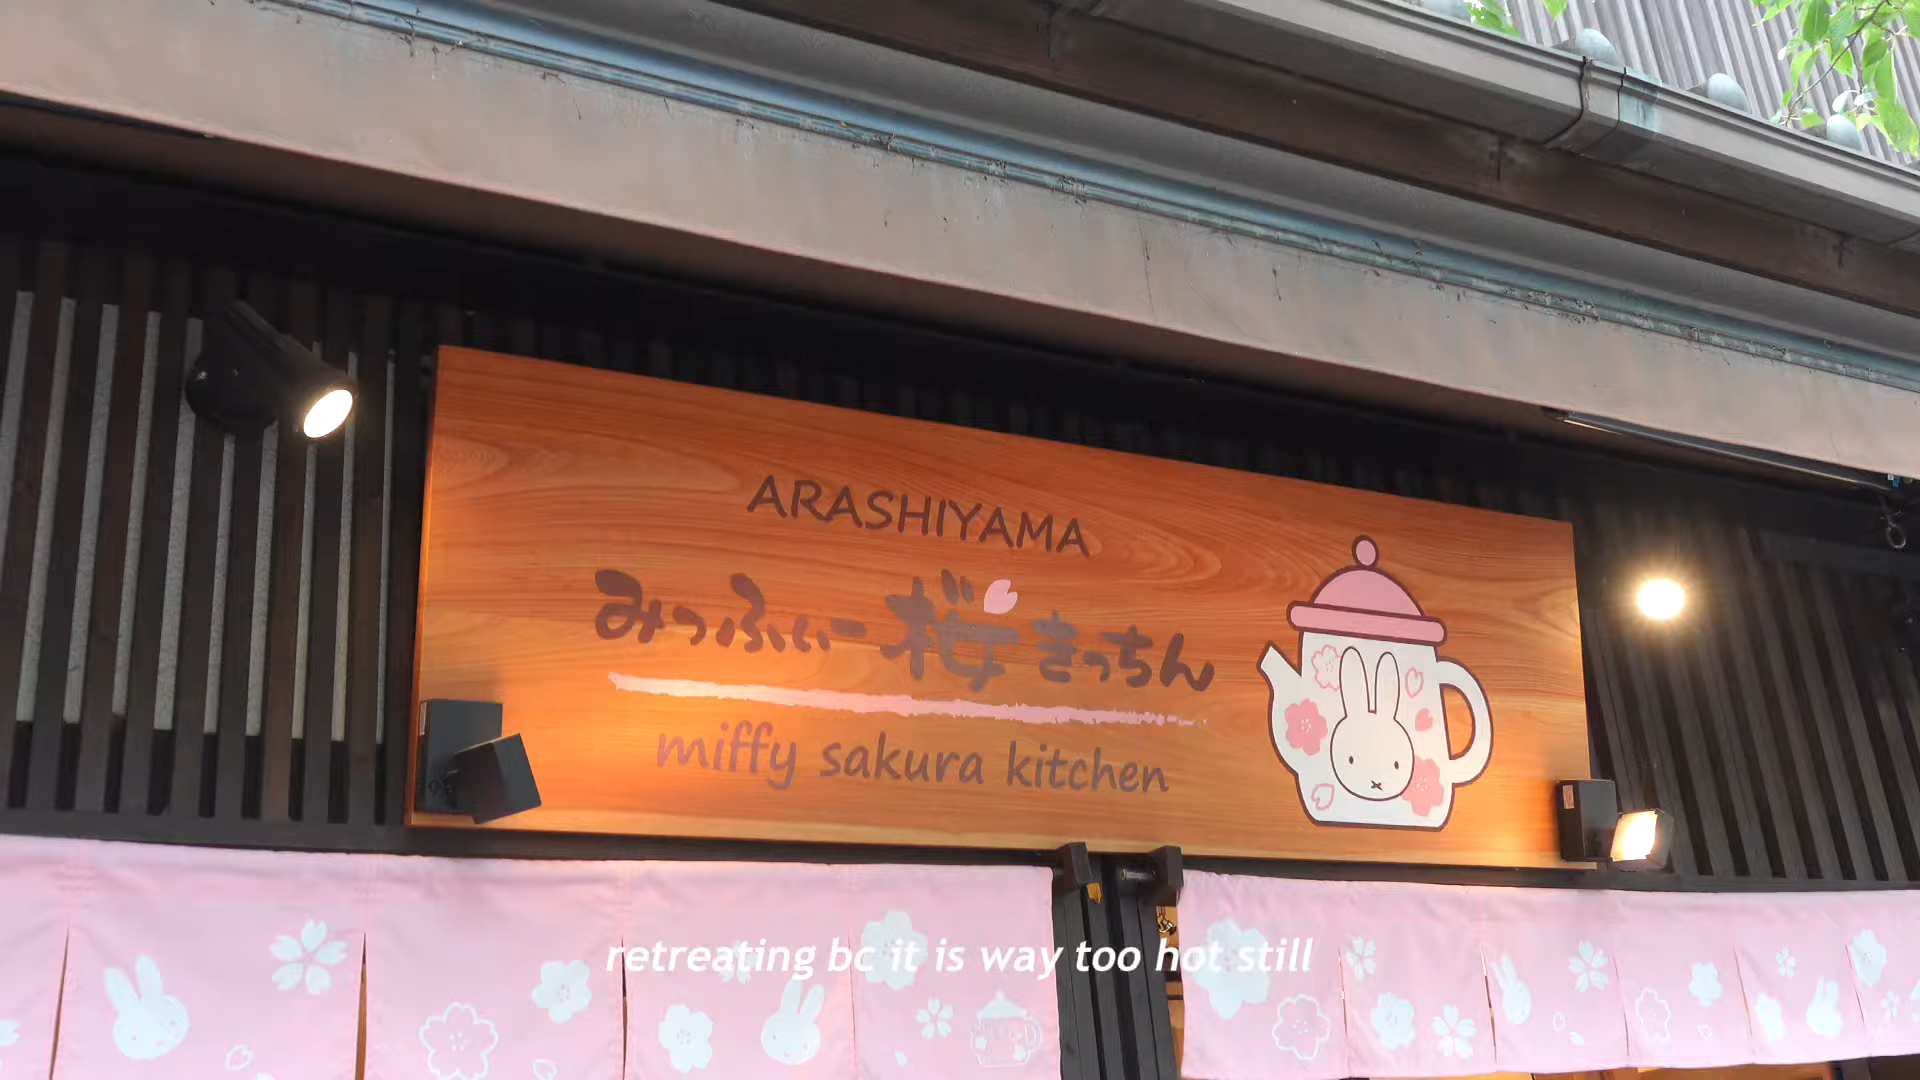 ARASHIYAMA
みっふぃー桜きっちん
miffy sakura kitchen
retreating bc it is way too hot still